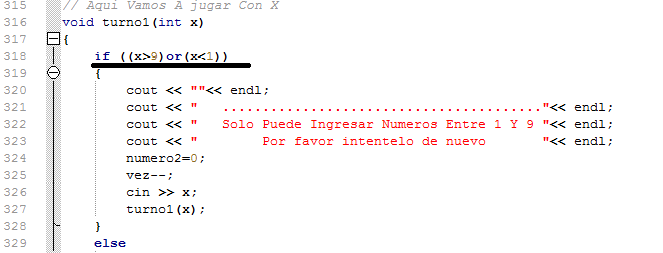 315 // Aqui Vamos A jugar Con X
316 void turno1(int x)
317 {
318 if ((x>9)or(x<1))
319 {
320 cout << ""<< endl;
321 cout << " ........................................"<< endl;
322 cout << " Solo Puede Ingresar Numeros Entre 1 Y 9 "<< endl;
323 cout << " Por favor intentelo de nuevo "<< endl;
324 numero2=0;
325 vez--;
326 cin >> x;
327 turno1(x);
328 }
329 else